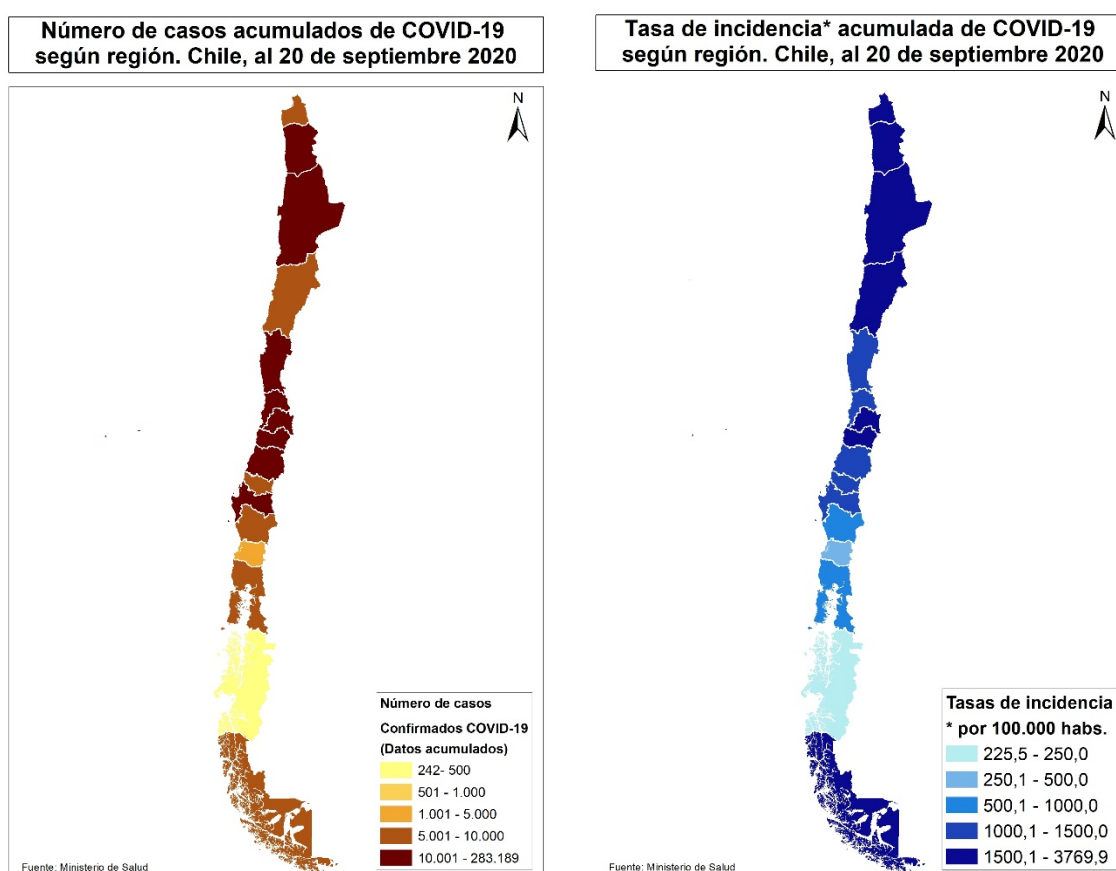 Número de casos acumulados de COVID-19
según región. Chile, al 20 de septiembre 2020
N
Número de casos
Confirmados COVID-19
(Datos acumulados)
242- 500
501 - 1.000
1.001 - 5.000
5.001 - 10.000
10.001 - 283.189
Fuente: Ministerio de Salud
Tasa de incidencia* acumulada de COVID-19
según región. Chile, al 20 de septiembre 2020
N
Tasas de incidencia
* por 100.000 habs.
225,5 - 250,0
250,1 - 500,0
500,1 - 1000,0
1000,1 - 1500,0
1500,1 - 3769,9
Fuente: Ministerio de Salud